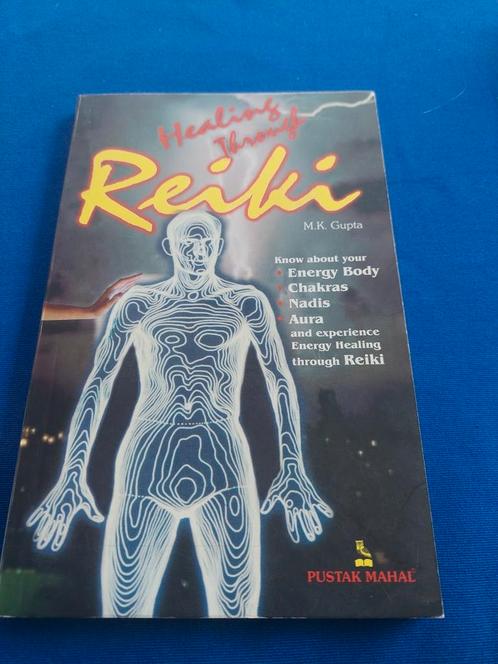 Healing
Through
Reiki
M.K. Gupta
Know about your
• Energy Body
• Chakras
• Nadis
• Aura
and experience
Energy Healing
through Reiki
PUSTAK MAHAL